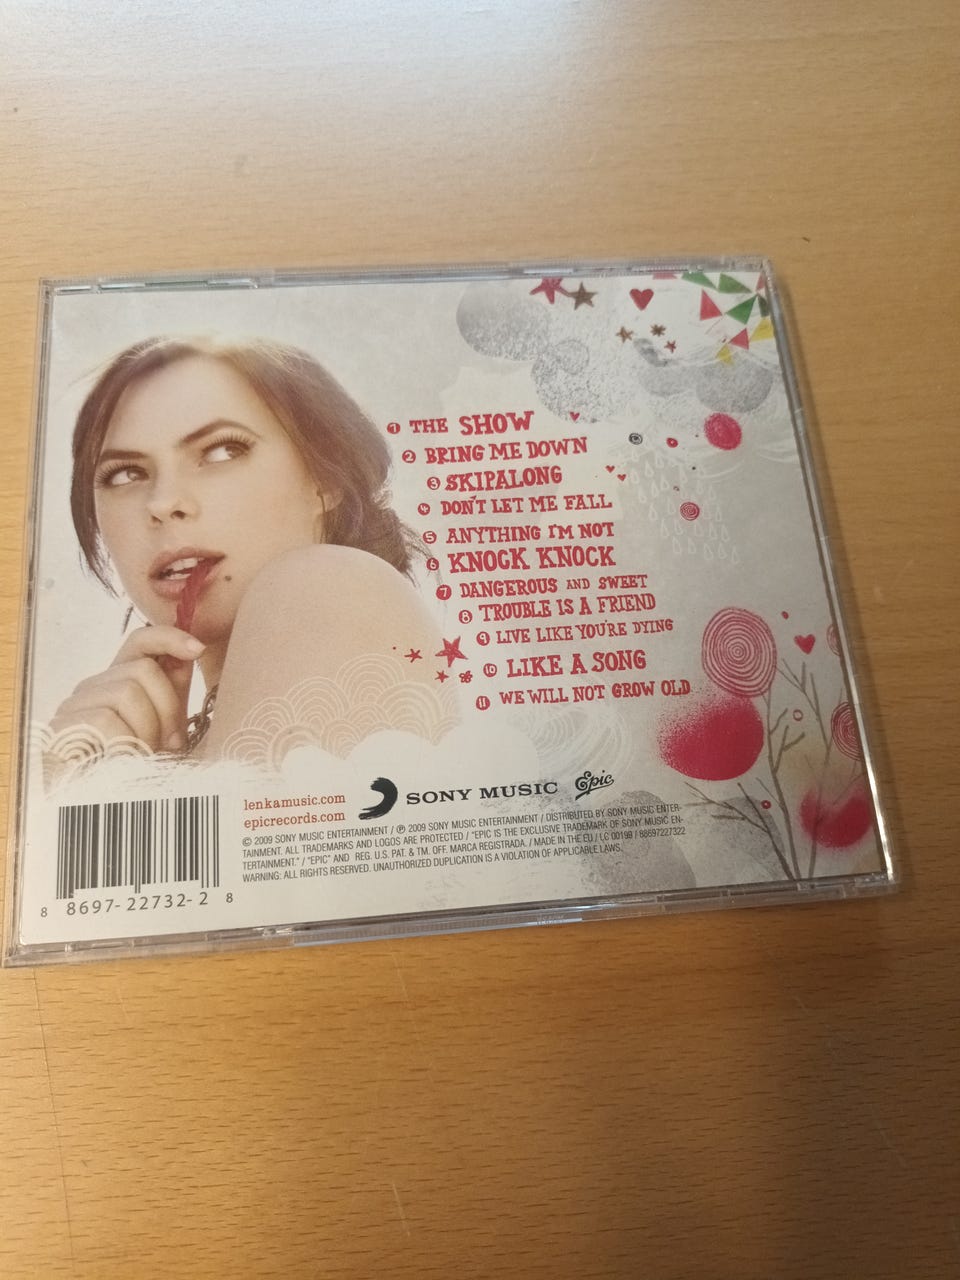 1 THE SHOW
2 BRING ME DOWN
3 SKIPALONG
4 DON'T LET ME FALL
5 ANYTHING I'M NOT
6 KNOCK KNOCK
7 DANGEROUS AND SWEET
8 TROUBLE IS A FRIEND
9 LIVE LIKE YOU'RE DYING
10 LIKE A SONG
11 WE WILL NOT GROW OLD
lenkamusic.com
epicrecords.com
SONY MUSIC
Epic
© 2009 SONY MUSIC ENTERTAINMENT / ℗ 2009 SONY MUSIC ENTERTAINMENT / DISTRIBUTED BY SONY MUSIC ENTER-
TAINMENT. ALL TRADEMARKS AND LOGOS ARE PROTECTED / "EPIC IS THE EXCLUSIVE TRADEMARK OF SONY MUSIC EN-
TERTAINMENT." / "EPIC" AND REG. U.S. PAT. & TM. OFF. MARCA REGISTRADA. / MADE IN THE EU / LC 00199 / 88697227322
WARNING: ALL RIGHTS RESERVED. UNAUTHORIZED DUPLICATION IS A VIOLATION OF APPLICABLE LAWS.
8 8697-22732-2 8